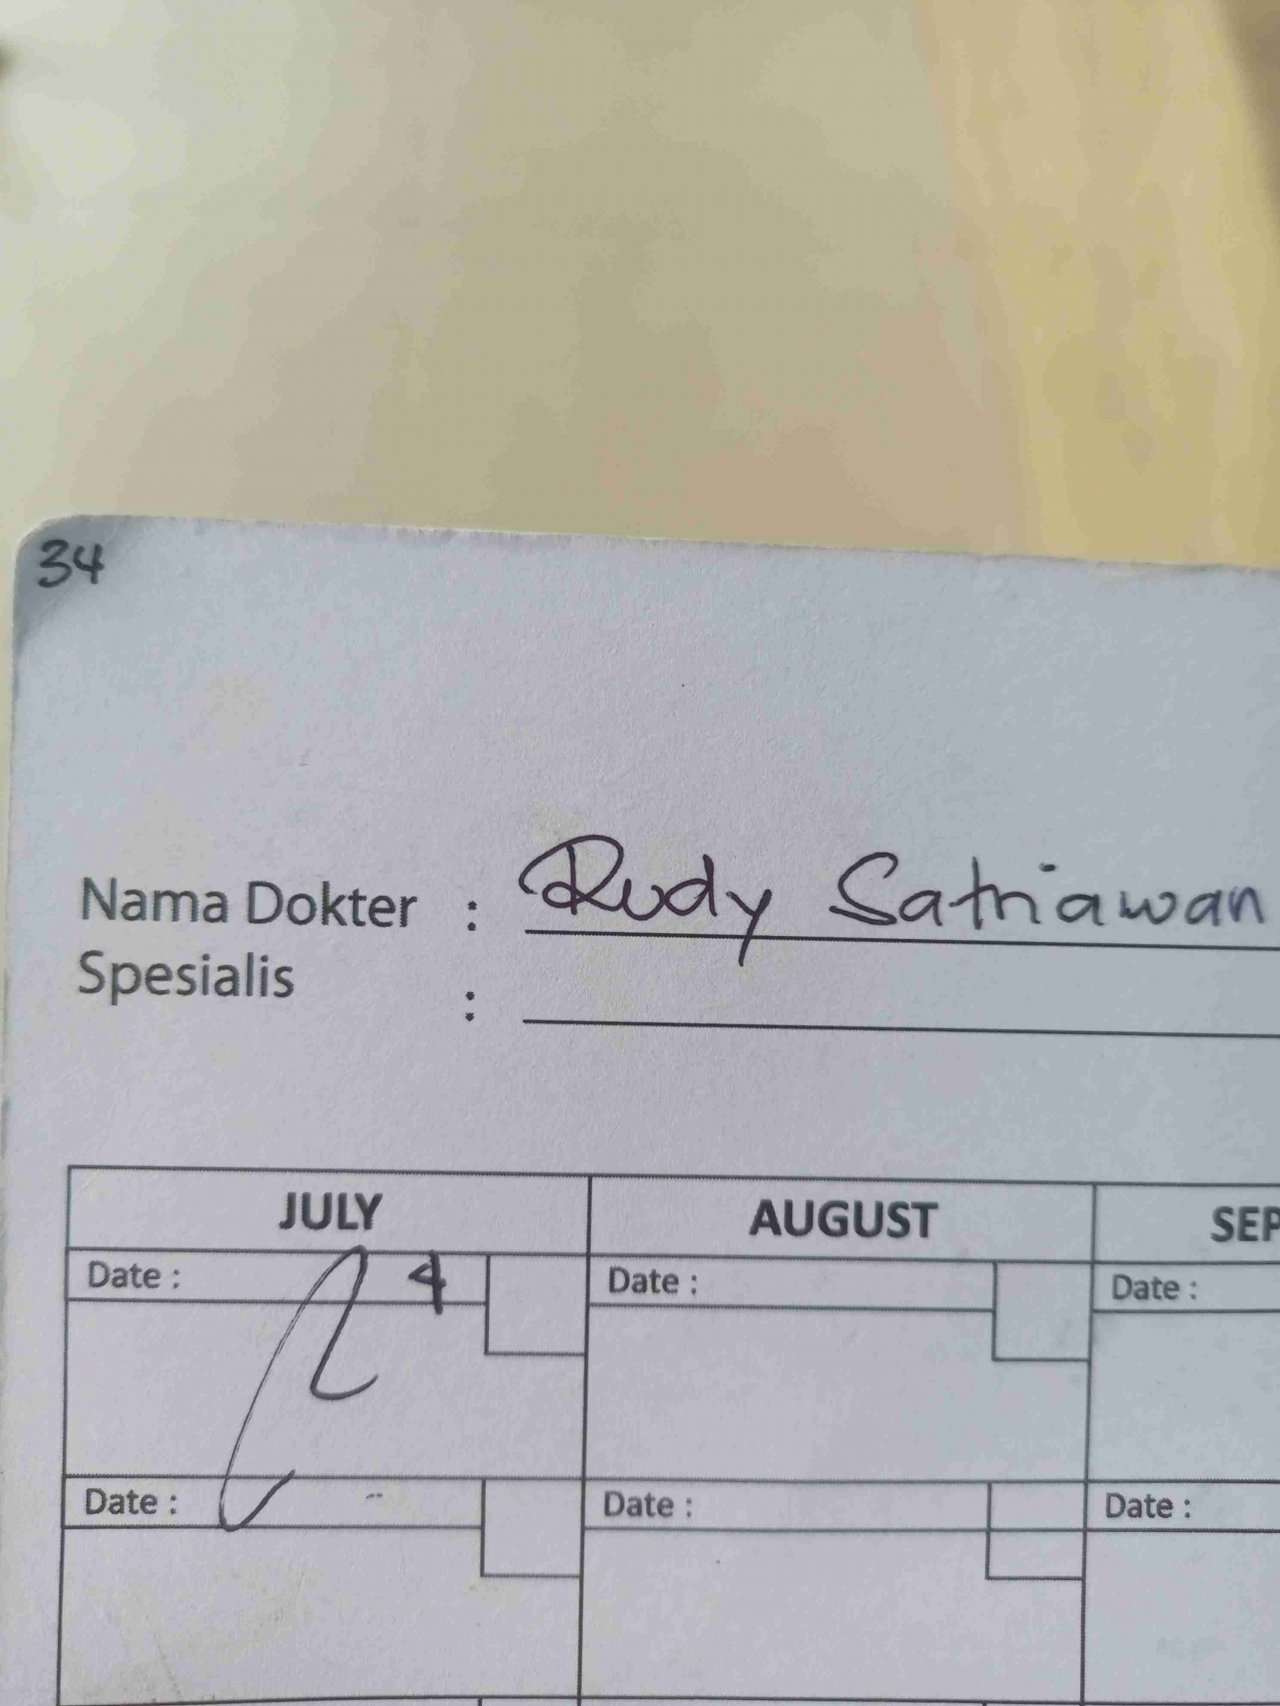 34
Nama Dokter : Rudy Satriawan
Spesialis :
JULY AUGUST SEP
Date : 4 Date : Date :
Date : Date : Date :